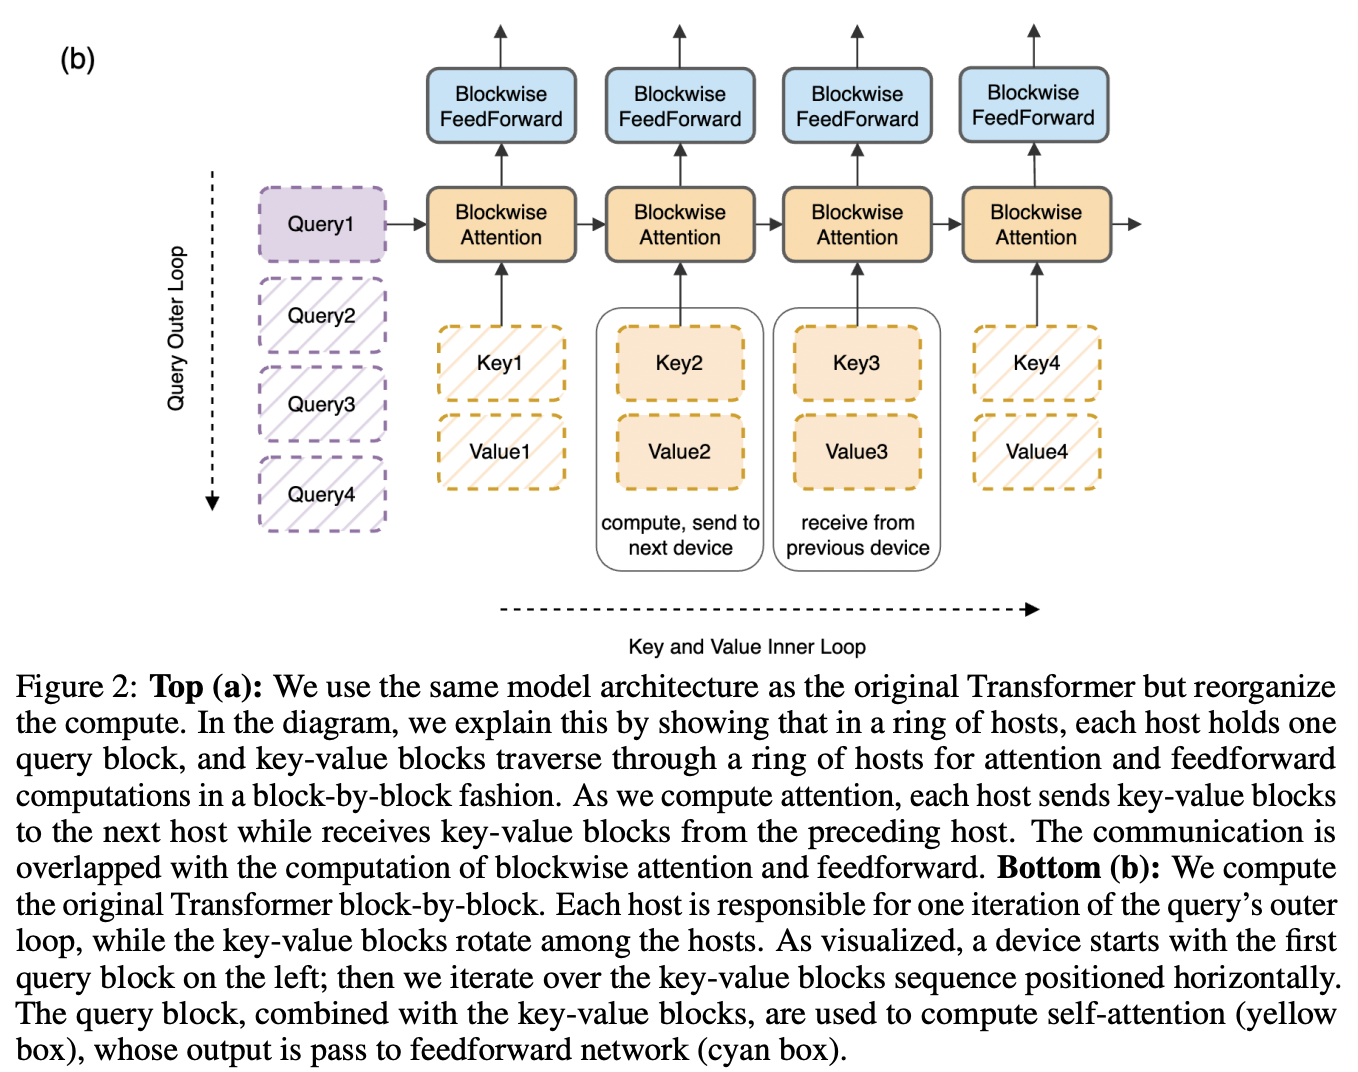 (b)
Blockwise
FeedForward
Blockwise
FeedForward
Blockwise
FeedForward
Blockwise
FeedForward
Query Outer Loop
Query1
Blockwise
Attention
Blockwise
Attention
Blockwise
Attention
Blockwise
Attention
Query2
Query3
Query4
Key1
Value1
Key2
Value2
compute, send to
next device
Key3
Value3
receive from
previous device
Key4
Value4
Key and Value Inner Loop
Figure 2: Top (a): We use the same model architecture as the original Transformer but reorganize
the compute. In the diagram, we explain this by showing that in a ring of hosts, each host holds one
query block, and key-value blocks traverse through a ring of hosts for attention and feedforward
computations in a block-by-block fashion. As we compute attention, each host sends key-value blocks
to the next host while receives key-value blocks from the preceding host. The communication is
overlapped with the computation of blockwise attention and feedforward. Bottom (b): We compute
the original Transformer block-by-block. Each host is responsible for one iteration of the query's outer
loop, while the key-value blocks rotate among the hosts. As visualized, a device starts with the first
query block on the left; then we iterate over the key-value blocks sequence positioned horizontally.
The query block, combined with the key-value blocks, are used to compute self-attention (yellow
box), whose output is pass to feedforward network (cyan box).